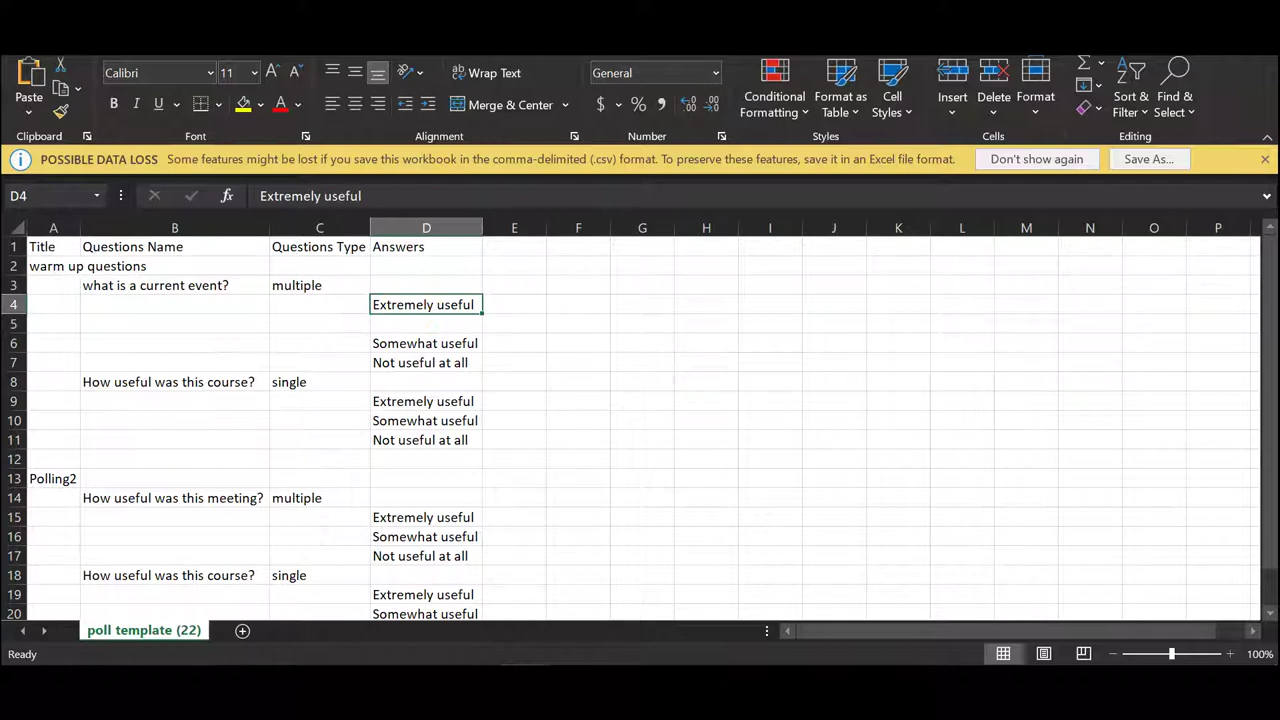 Calibri 11 Wrap Text General
Paste B I U Merge & Center $ % Conditional Formatting Format as Table Cell Styles Insert Delete Format Sort & Filter Find & Select
Clipboard Font Alignment Number Styles Cells Editing
POSSIBLE DATA LOSS Some features might be lost if you save this workbook in the comma-delimited (.csv) format. To preserve these features, save it in an Excel file format. Don't show again Save As...
D4 fx Extremely useful
A B C D E F G H I J K L M N O P
1 Title Questions Name Questions Type Answers
2 warm up questions
3 what is a current event? multiple
4 Extremely useful
5
6 Somewhat useful
7 Not useful at all
8 How useful was this course? single
9 Extremely useful
10 Somewhat useful
11 Not useful at all
12
13 Polling2
14 How useful was this meeting? multiple
15 Extremely useful
16 Somewhat useful
17 Not useful at all
18 How useful was this course? single
19 Extremely useful
20 Somewhat useful
poll template (22)
Ready 100%